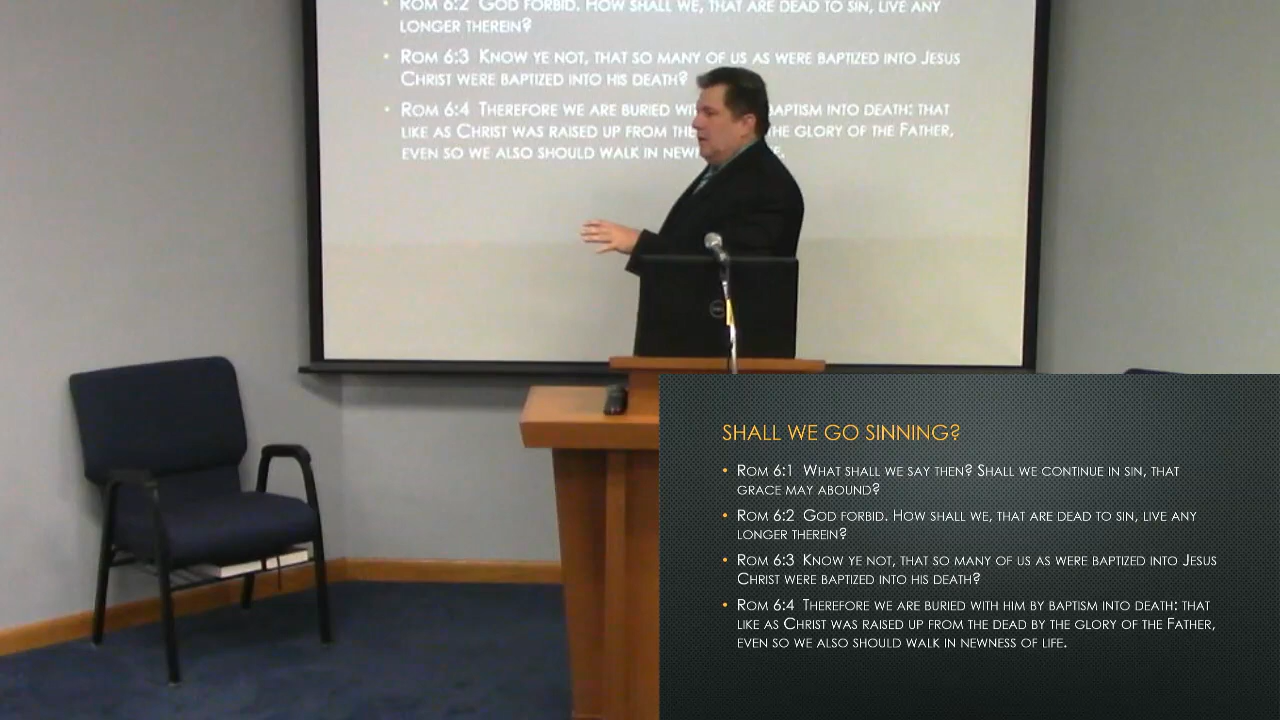 Rom 6:2 God forbid. How shall we, that are dead to sin, live any
longer therein?
Rom 6:3 Know ye not, that so many of us as were baptized into Jesus
Christ were baptized into his death?
Rom 6:4 Therefore we are buried wi baptism into death: that
like as Christ was raised up from the he glory of the Father,
even so we also should walk in new
Shall we go sinning?
• Rom 6:1 What shall we say then? Shall we continue in sin, that
grace may abound?
• Rom 6:2 God forbid. How shall we, that are dead to sin, live any
longer therein?
• Rom 6:3 Know ye not, that so many of us as were baptized into Jesus
Christ were baptized into his death?
• Rom 6:4 Therefore we are buried with him by baptism into death: that
like as Christ was raised up from the dead by the glory of the Father,
even so we also should walk in newness of life.